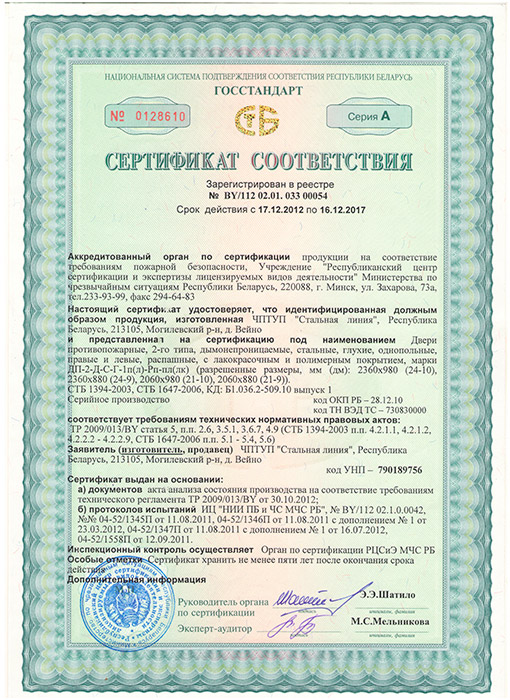 НАЦИОНАЛЬНАЯ СИСТЕМА ПОДТВЕРЖДЕНИЯ СООТВЕТСТВИЯ РЕСПУБЛИКИ БЕЛАРУСЬ
ГОССТАНДАРТ
№ 0128610
СТБ
Серия А
СЕРТИФИКАТ СООТВЕТСТВИЯ
Зарегистрирован в реестре
№ BY/112 02.01. 033 00054
Срок действия с 17.12.2012 по 16.12.2017
Аккредитованный орган по сертификации продукции на соответствие
требованиям пожарной безопасности, Учреждение "Республиканский центр
сертификации и экспертизы лицензируемых видов деятельности" Министерства по
чрезвычайным ситуациям Республики Беларусь, 220088, г. Минск, ул. Захарова, 73а,
тел.233-93-99, факс 294-64-83
Настоящий сертификат удостоверяет, что идентифицированная должным
образом продукция, изготовленная ЧПТУП "Стальная линия", Республика
Беларусь, 213105, Могилевский р-н, д. Вейно
и представленная на сертификацию под наименованием Двери
противопожарные, 2-го типа, дымонепроницаемые, стальные, глухие, однопольные,
правые и левые, распашные, с лакокрасочным и полимерным покрытием, марки
ДП-2-Д-С-Г-1п(л)-Рп-пл(лк) (разрешенные размеры, мм (дм): 2360х980 (24-10),
2360х880 (24-9), 2060х980 (21-10), 2060х880 (21-9)).
СТБ 1394-2003, СТБ 1647-2006, КД: Б1.036.2-509.10 выпуск 1
Серийное производство
код ОКП РБ – 28.12.10
код ТН ВЭД ТС – 730830000
соответствует требованиям технических нормативных правовых актов:
ТР 2009/013/BY статья 5, п.п. 2.6, 3.5.1, 3.6.7, 4.9 (СТБ 1394-2003 п.п. 4.2.1.1, 4.2.1.2,
4.2.2.2 - 4.2.2.9, СТБ 1647-2006 п.п. 5.1 - 5.4, 5.6)
Заявитель (изготовитель, продавец) ЧПТУП "Стальная линия", Республика
Беларусь, 213105, Могилевский р-н, д. Вейно
код УНП – 790189756
Сертификат выдан на основании:
а) документов акта анализа состояния производства на соответствие требованиям
технического регламента ТР 2009/013/BY от 30.10.2012;
б) протоколов испытаний ИЦ "НИИ ПБ и ЧС МЧС РБ", № BY/112 02.1.0.0042,
№№ 04-52/1345П от 11.08.2011, 04-52/1346П от 11.08.2011 с дополнением № 1 от
23.03.2012, 04-52/1347П от 11.08.2011 с дополнением № 1 от 16.07.2012,
04-52/1558П от 12.09.2011.
Инспекционный контроль осуществляет Орган по сертификации РЦСиЭ МЧС РБ
Особые отметки Сертификат хранить не менее пяти лет после окончания срока
действия
Дополнительная информация
Руководитель органа
по сертификации
Э.Э.Шатило
инициалы, фамилия
Эксперт-аудитор
М.С.Мельникова
инициалы, фамилия